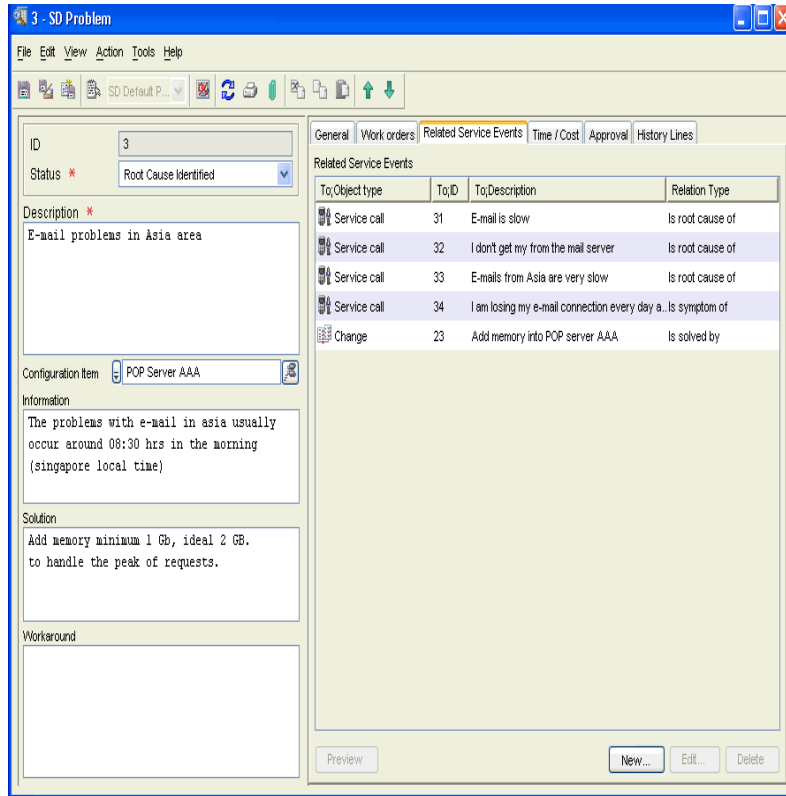 3 - SD Problem
File Edit View Action Tools Help
SD Default P...
ID 3
Status * Root Cause Identified
Description *
E-mail problems in Asia area
Configuration Item POP Server AAA
Information
The problems with e-mail in asia usually
occur around 08:30 hrs in the morning
(singapore local time)
Solution
Add memory minimum 1 Gb, ideal 2 GB.
to handle the peak of requests.
Workaround
General Work orders Related Service Events Time / Cost Approval History Lines
Related Service Events
To;Object type To;ID To;Description Relation Type
Service call 31 E-mail is slow Is root cause of
Service call 32 I don't get my from the mail server Is root cause of
Service call 33 E-mails from Asia are very slow Is root cause of
Service call 34 I am losing my e-mail connection every day a.. Is symptom of
Change 23 Add memory into POP server AAA Is solved by
Preview New... Edit... Delete